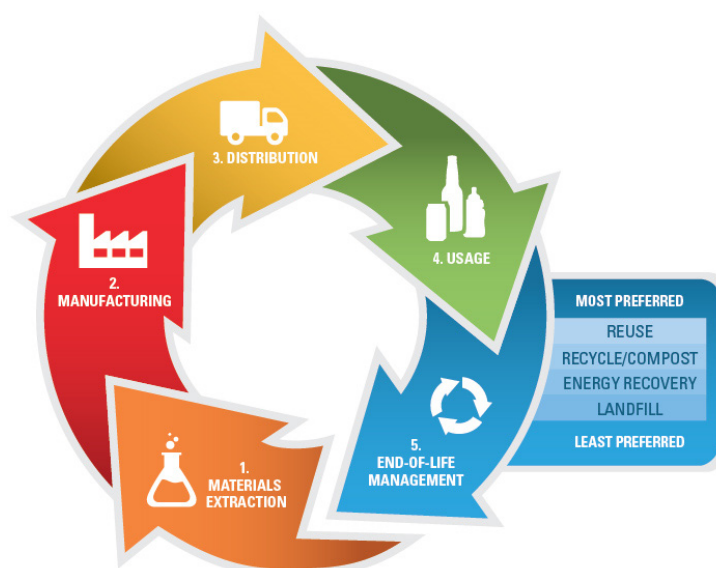 3. DISTRIBUTION
4. USAGE
2.
MANUFACTURING
MOST PREFERRED
REUSE
RECYCLE/COMPOST
ENERGY RECOVERY
LANDFILL
LEAST PREFERRED
5.
END-OF-LIFE
MANAGEMENT
1.
MATERIALS
EXTRACTION